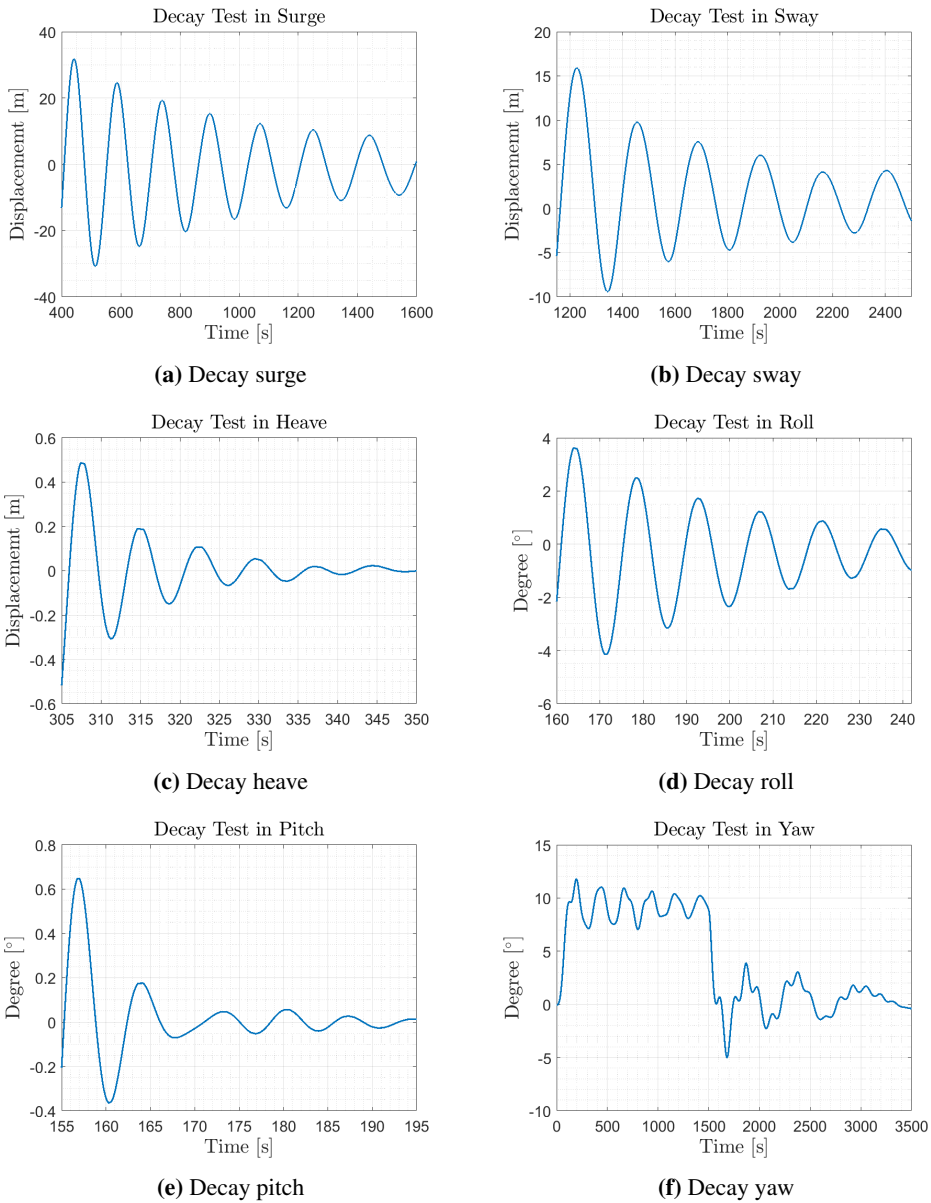 Decay Test in Surge
Displacememt [m]
40
20
0
-20
-40
400 600 800 1000 1200 1400 1600
Time [s]
(a) Decay surge
Decay Test in Sway
Displacememt [m]
20
15
10
5
0
-5
-10
1200 1400 1600 1800 2000 2200 2400
Time [s]
(b) Decay sway
Decay Test in Heave
Displacememt [m]
0.6
0.4
0.2
0
-0.2
-0.4
-0.6
305 310 315 320 325 330 335 340 345 350
Time [s]
(c) Decay heave
Decay Test in Roll
Degree [°]
4
2
0
-2
-4
-6
160 170 180 190 200 210 220 230 240
Time [s]
(d) Decay roll
Decay Test in Pitch
Degree [°]
0.8
0.6
0.4
0.2
0
-0.2
-0.4
155 160 165 170 175 180 185 190 195
Time [s]
(e) Decay pitch
Decay Test in Yaw
Degree [°]
15
10
5
0
-5
-10
0 500 1000 1500 2000 2500 3000 3500
Time [s]
(f) Decay yaw